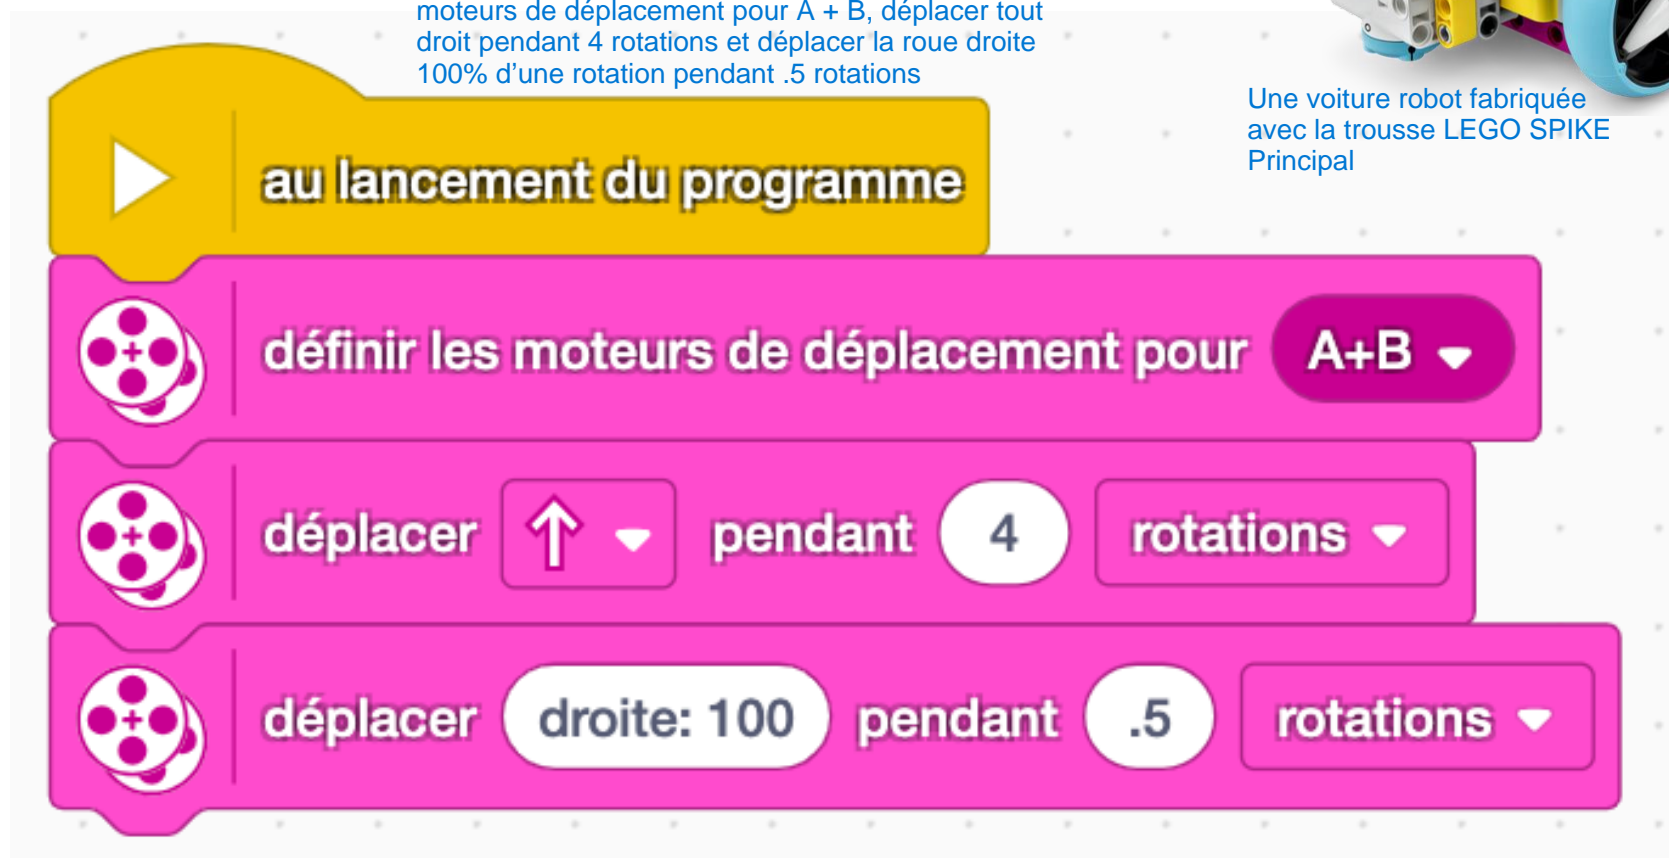 moteurs de déplacement pour A + B, déplacer tout
droit pendant 4 rotations et déplacer la roue droite
100% d’une rotation pendant .5 rotations
Une voiture robot fabriquée
avec la trousse LEGO SPIKE
Principal
au lancement du programme
définir les moteurs de déplacement pour A+B
déplacer pendant 4 rotations
déplacer droite: 100 pendant .5 rotations